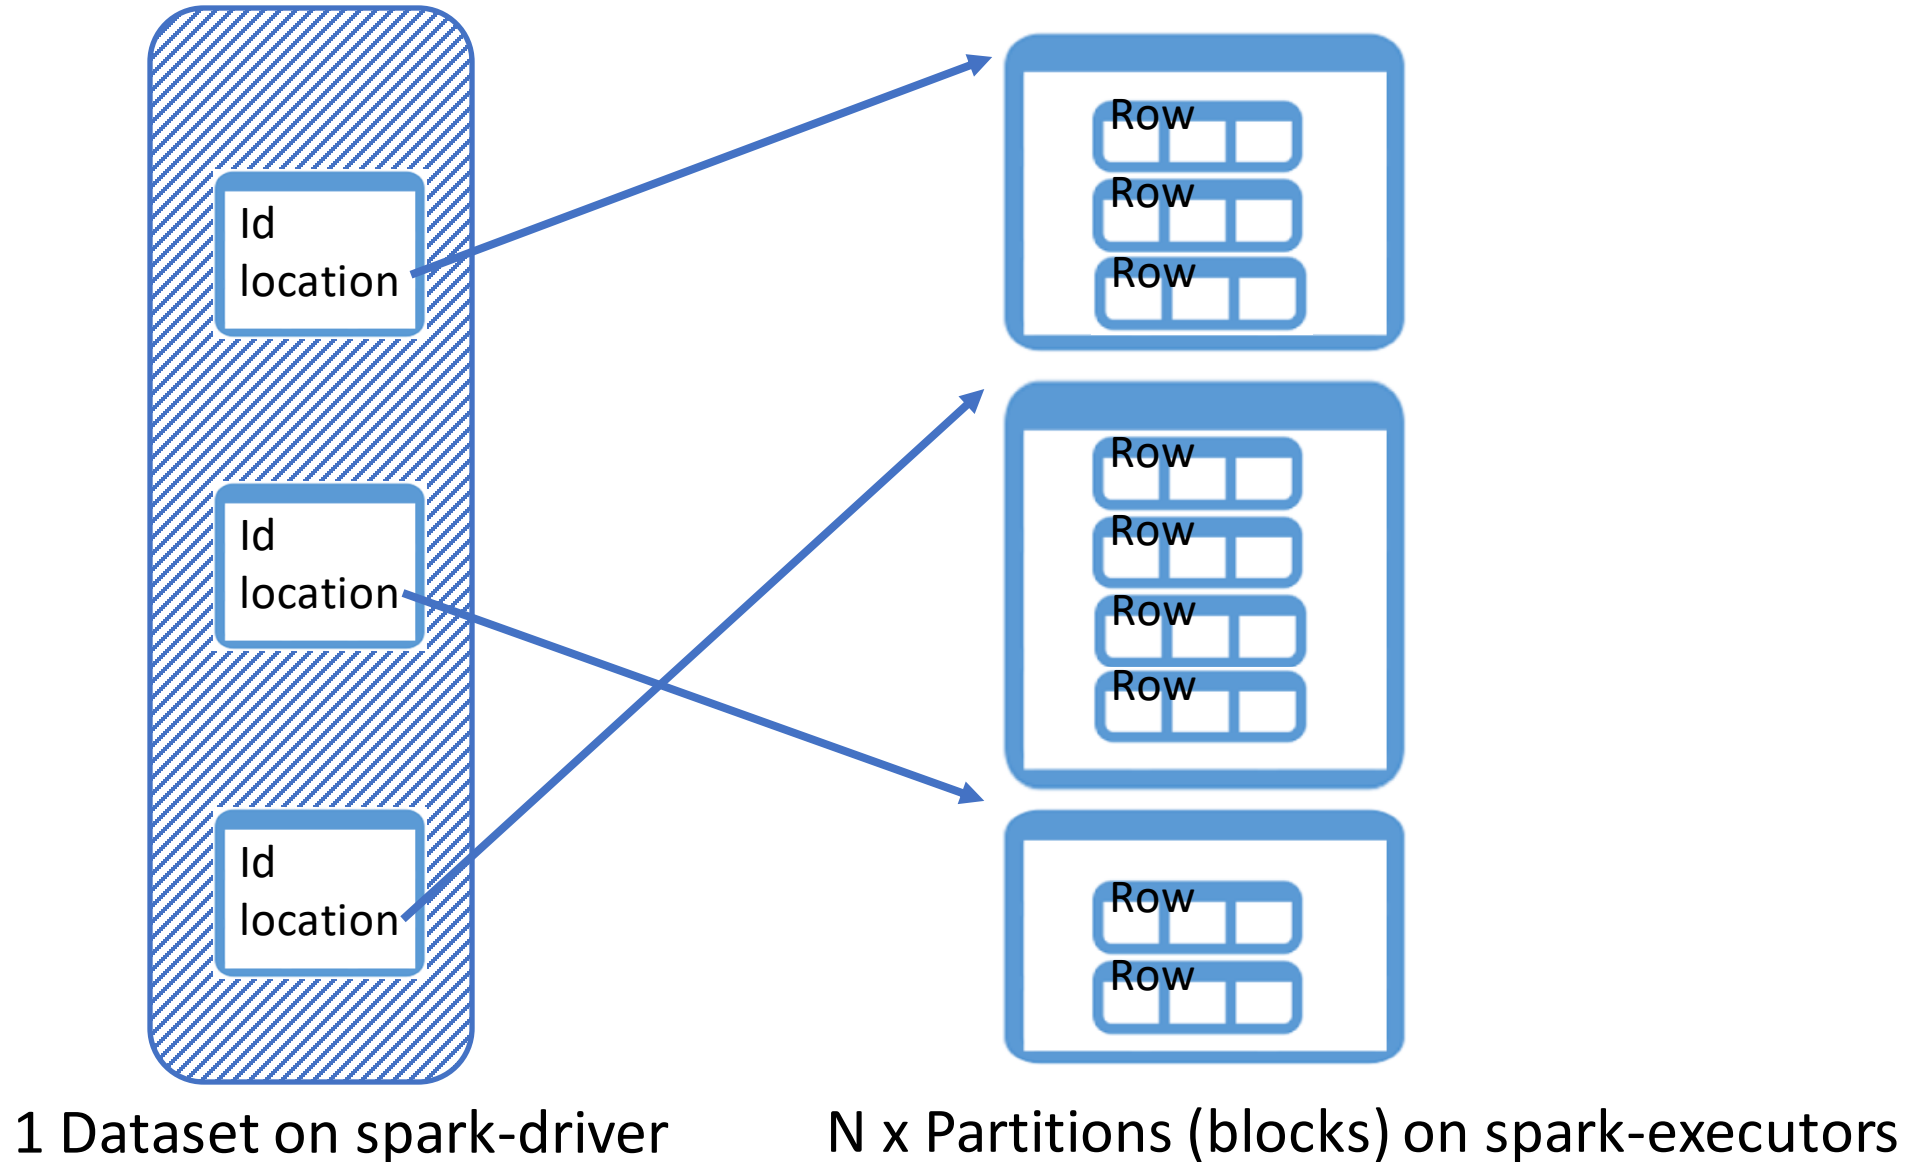 Id
location
Id
location
Id
location
Row
Row
Row
Row
Row
Row
Row
Row
Row
1 Dataset on spark-driver
N x Partitions (blocks) on spark-executors